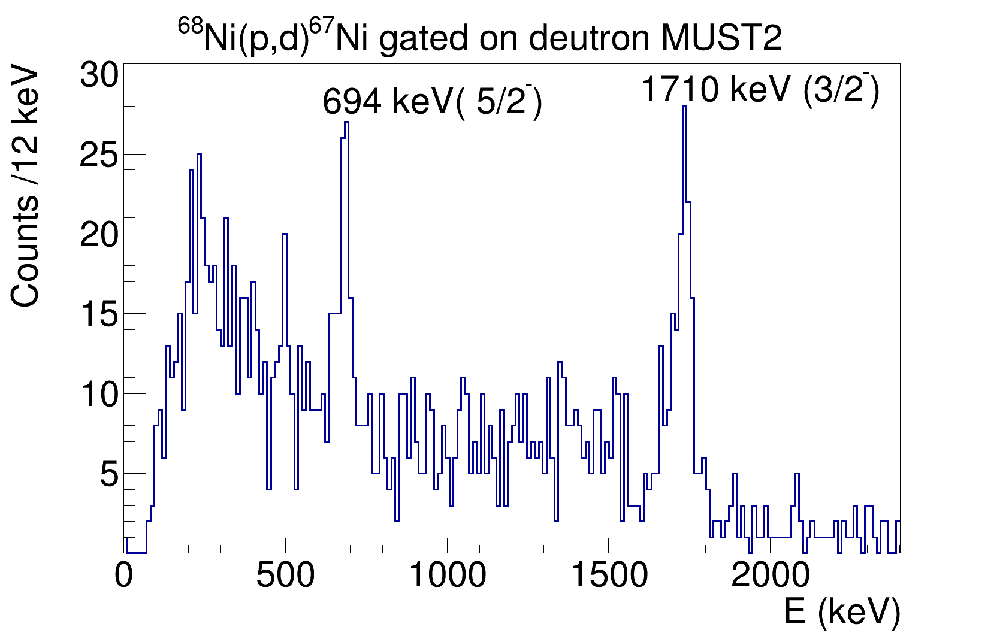 ⁶⁸Ni(p,d)⁶⁷Ni gated on deutron MUST2
Counts /12 keV
30
25
20
15
10
5
694 keV( 5/2⁻)
1710 keV (3/2⁻)
0 500 1000 1500 2000
E (keV)